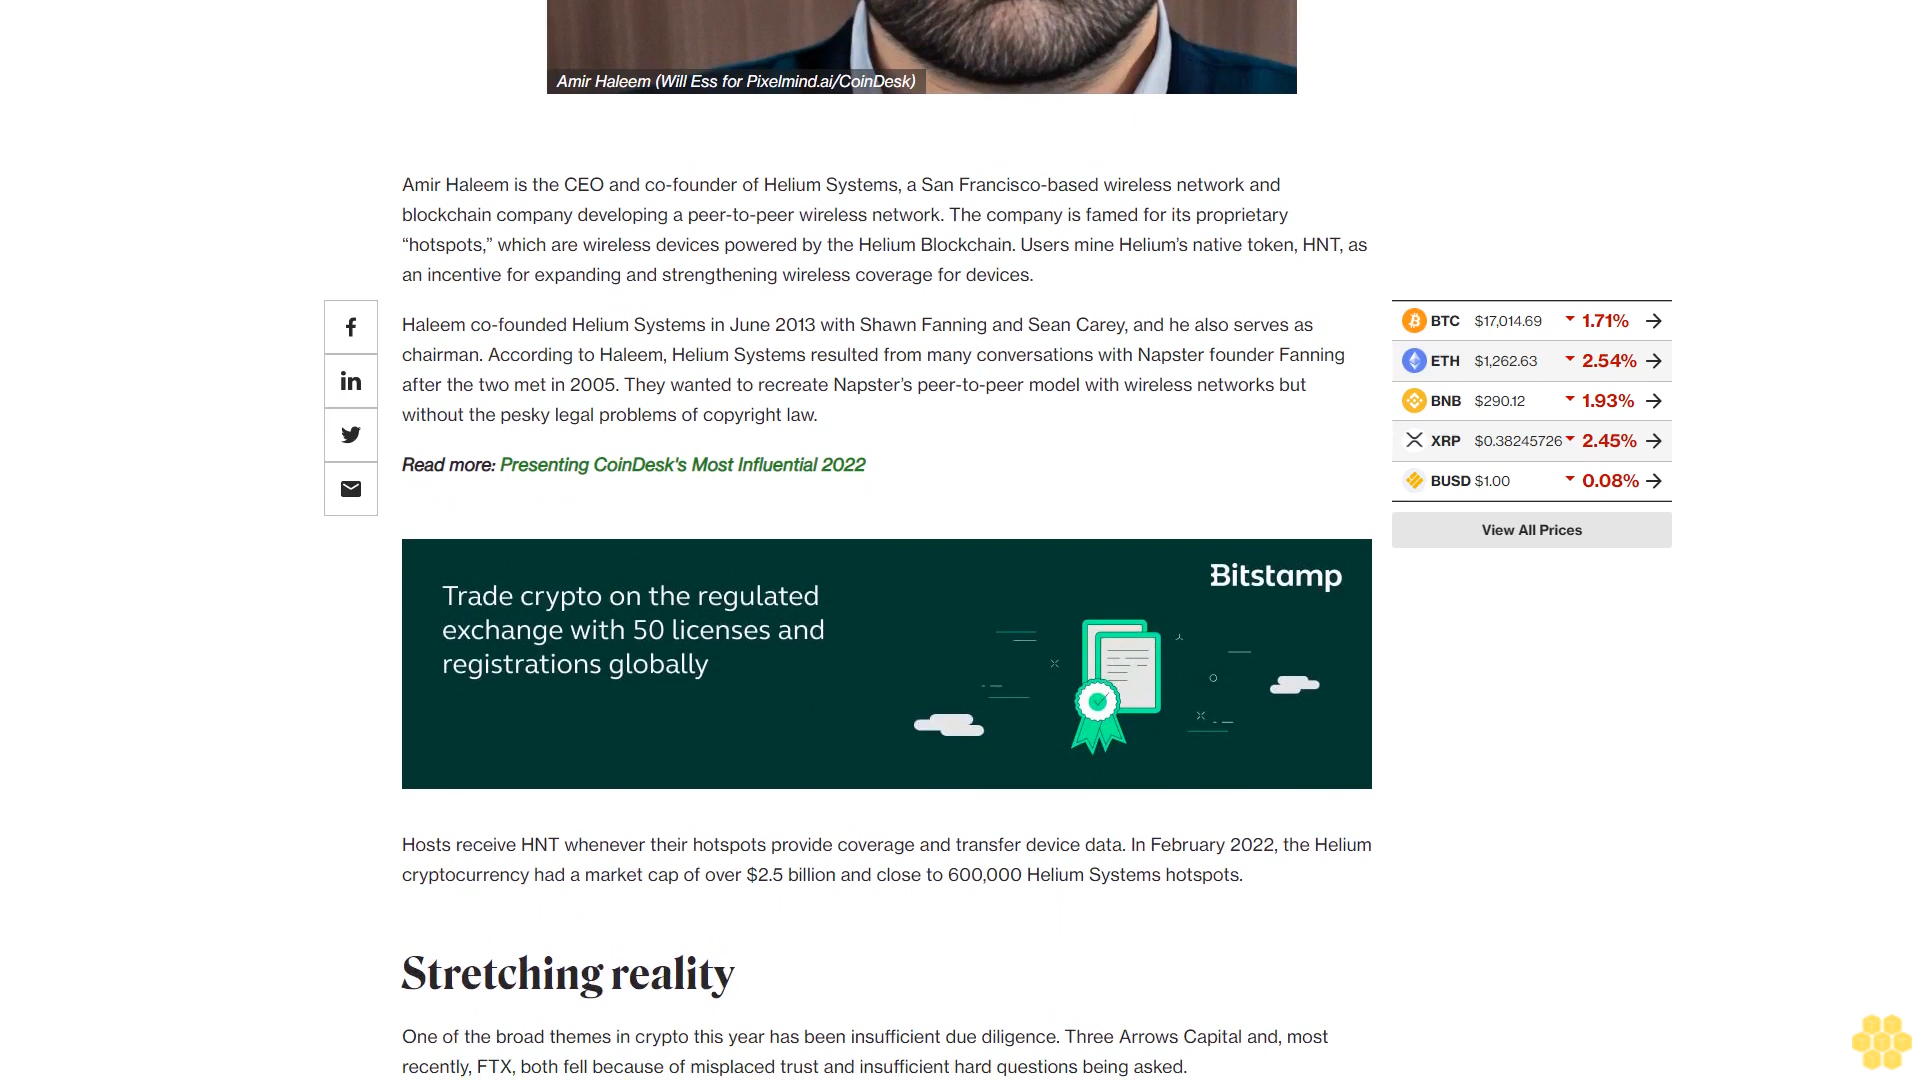 Amir Haleem (Will Ess for Pixelmind.ai/CoinDesk)
Amir Haleem is the CEO and co-founder of Helium Systems, a San Francisco-based wireless network and
blockchain company developing a peer-to-peer wireless network. The company is famed for its proprietary
“hotspots,” which are wireless devices powered by the Helium Blockchain. Users mine Helium’s native token, HNT, as
an incentive for expanding and strengthening wireless coverage for devices.
Haleem co-founded Helium Systems in June 2013 with Shawn Fanning and Sean Carey, and he also serves as
chairman. According to Haleem, Helium Systems resulted from many conversations with Napster founder Fanning
after the two met in 2005. They wanted to recreate Napster’s peer-to-peer model with wireless networks but
without the pesky legal problems of copyright law.
Read more: Presenting CoinDesk's Most Influential 2022
BTC $17,014.69 1.71%
ETH $1,262.63 2.54%
BNB $290.12 1.93%
XRP $0.38245726 2.45%
BUSD $1.00 0.08%
View All Prices
Bitstamp
Trade crypto on the regulated
exchange with 50 licenses and
registrations globally
Hosts receive HNT whenever their hotspots provide coverage and transfer device data. In February 2022, the Helium
cryptocurrency had a market cap of over $2.5 billion and close to 600,000 Helium Systems hotspots.
Stretching reality
One of the broad themes in crypto this year has been insufficient due diligence. Three Arrows Capital and, most
recently, FTX, both fell because of misplaced trust and insufficient hard questions being asked.